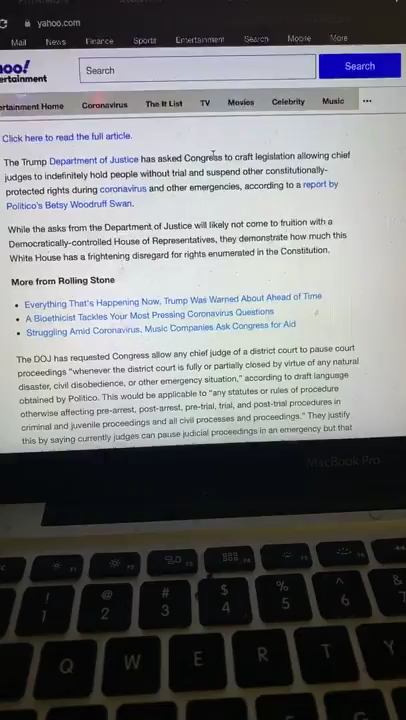 yahoo.com
Mail News Finance Sports Entertainment Search Mobile More
oo!
ertainment
Search
Search
ertainment Home Coronavirus The It List TV Movies Celebrity Music ...
Click here to read the full article.
The Trump Department of Justice has asked Congress to craft legislation allowing chief
judges to indefinitely hold people without trial and suspend other constitutionally-
protected rights during coronavirus and other emergencies, according to a report by
Politico's Betsy Woodruff Swan.
While the asks from the Department of Justice will likely not come to fruition with a
Democratically-controlled House of Representatives, they demonstrate how much this
White House has a frightening disregard for rights enumerated in the Constitution.
More from Rolling Stone
• Everything That's Happening Now, Trump Was Warned About Ahead of Time
• A Bioethicist Tackles Your Most Pressing Coronavirus Questions
• Struggling Amid Coronavirus, Music Companies Ask Congress for Aid
The DOJ has requested Congress allow any chief judge of a district court to pause court
proceedings "whenever the district court is fully or partially closed by virtue of any natural
disaster, civil disobedience, or other emergency situation," according to draft language
obtained by Politico. This would be applicable to "any statutes or rules of procedure
otherwise affecting pre-arrest, post-arrest, pre-trial, trial, and post-trial procedures in
criminal and juvenile proceedings and all civil processes and proceedings." They justify
this by saying currently judges can pause judicial proceedings in an emergency but that
MacBook Pro
F1 F2 F3 F4 F5 F6
! @ # $ % ^ &
1 2 3 4 5 6 7
Q W E R T Y